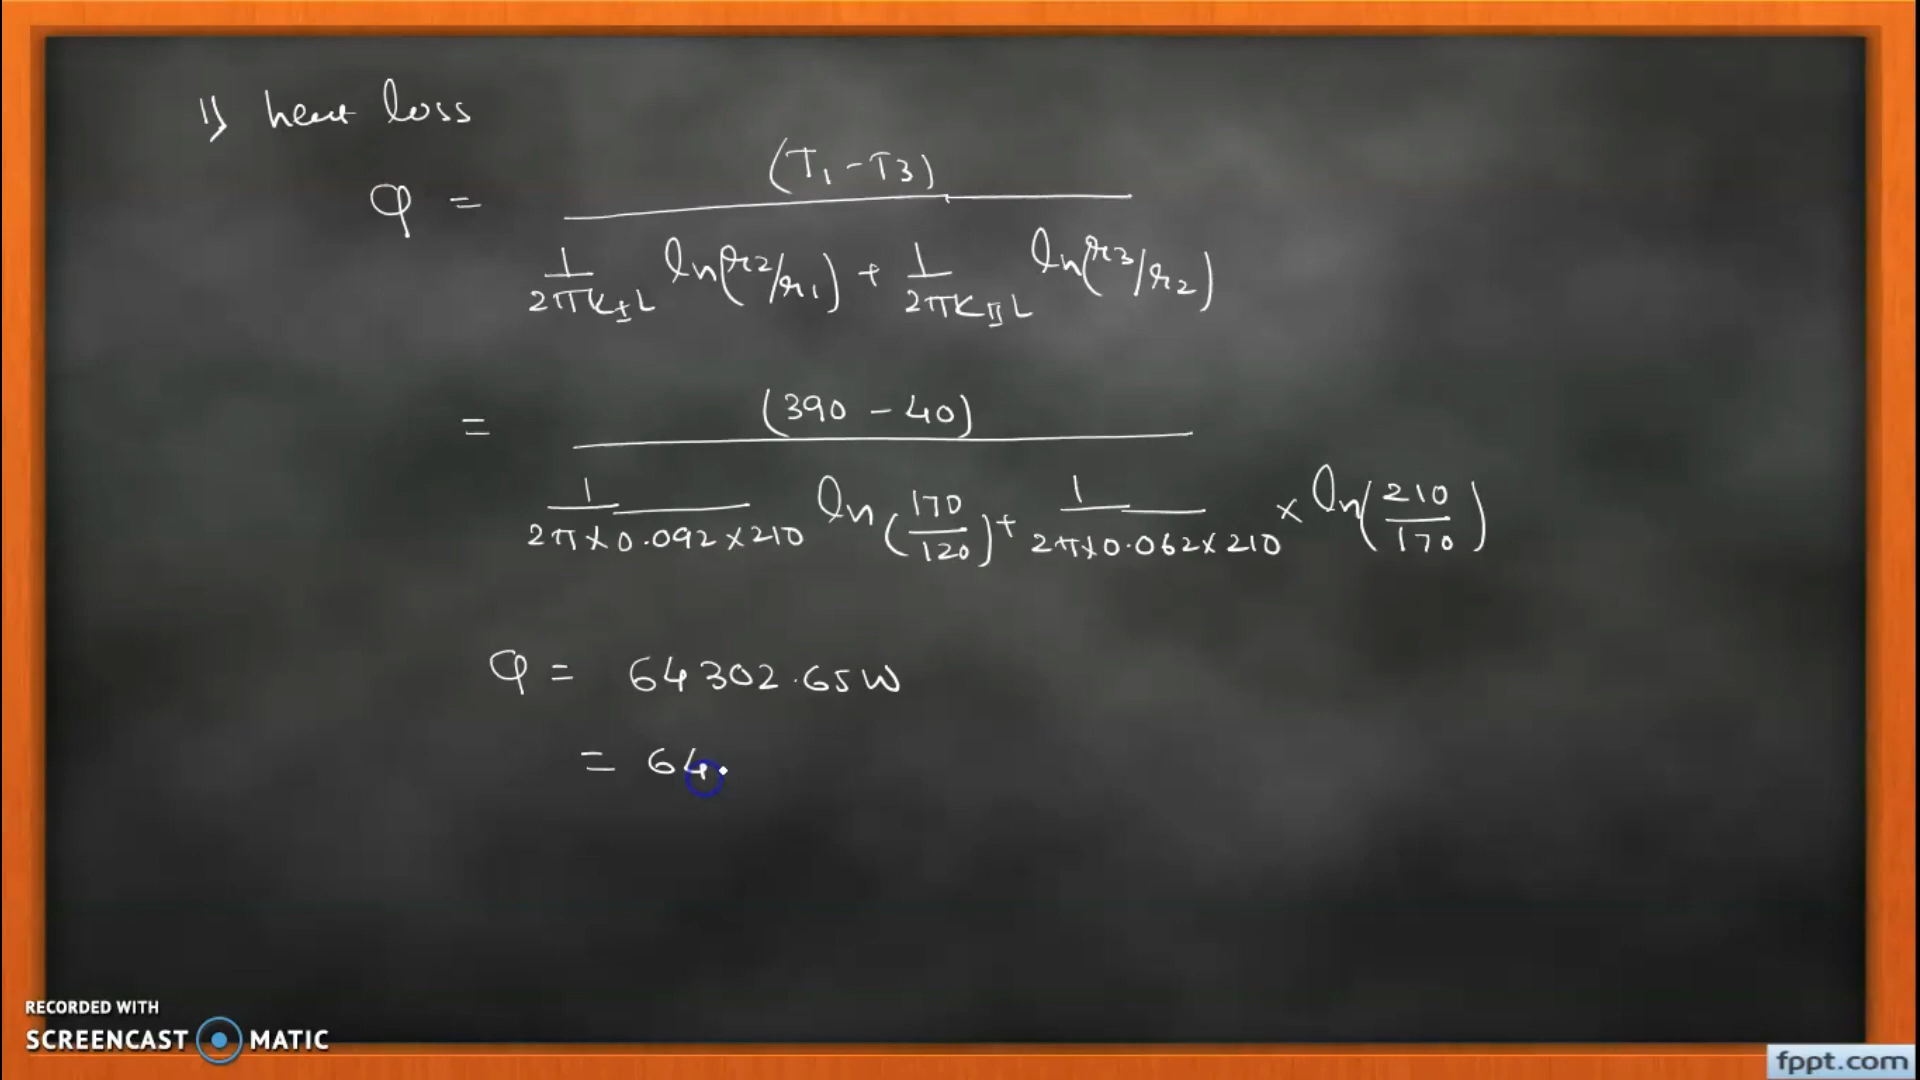 1) heat loss
Q = (T1 - T3) / (1/2πKIL ln(r2/r1) + 1/2πKIIL ln(r3/r2))
= (390 - 40) / (1/2π×0.092×210 ln(170/120) + 1/2π×0.062×210 × ln(210/170))
Q = 64302.65W
= 64.
RECORDED WITH
SCREENCAST MATIC
fppt.com